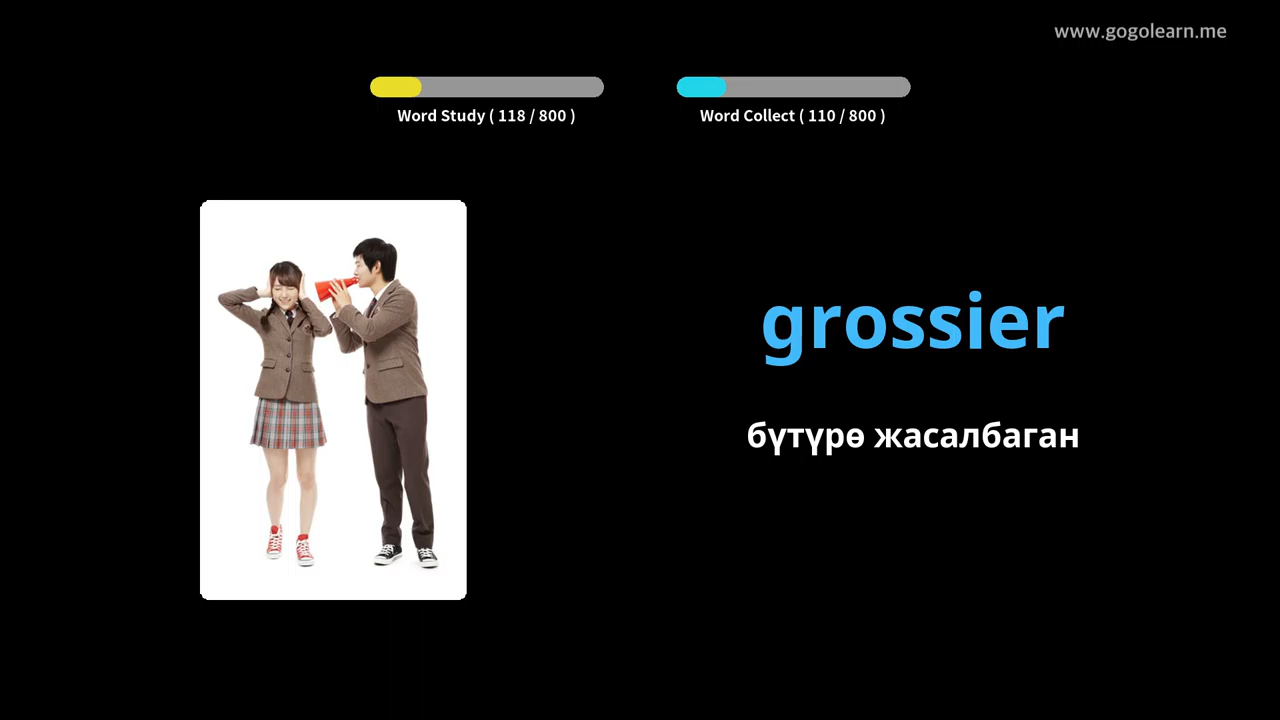 www.gogolearn.me
Word Study ( 118 / 800 )
Word Collect ( 110 / 800 )
grossier
бүтүрө жасалбаган